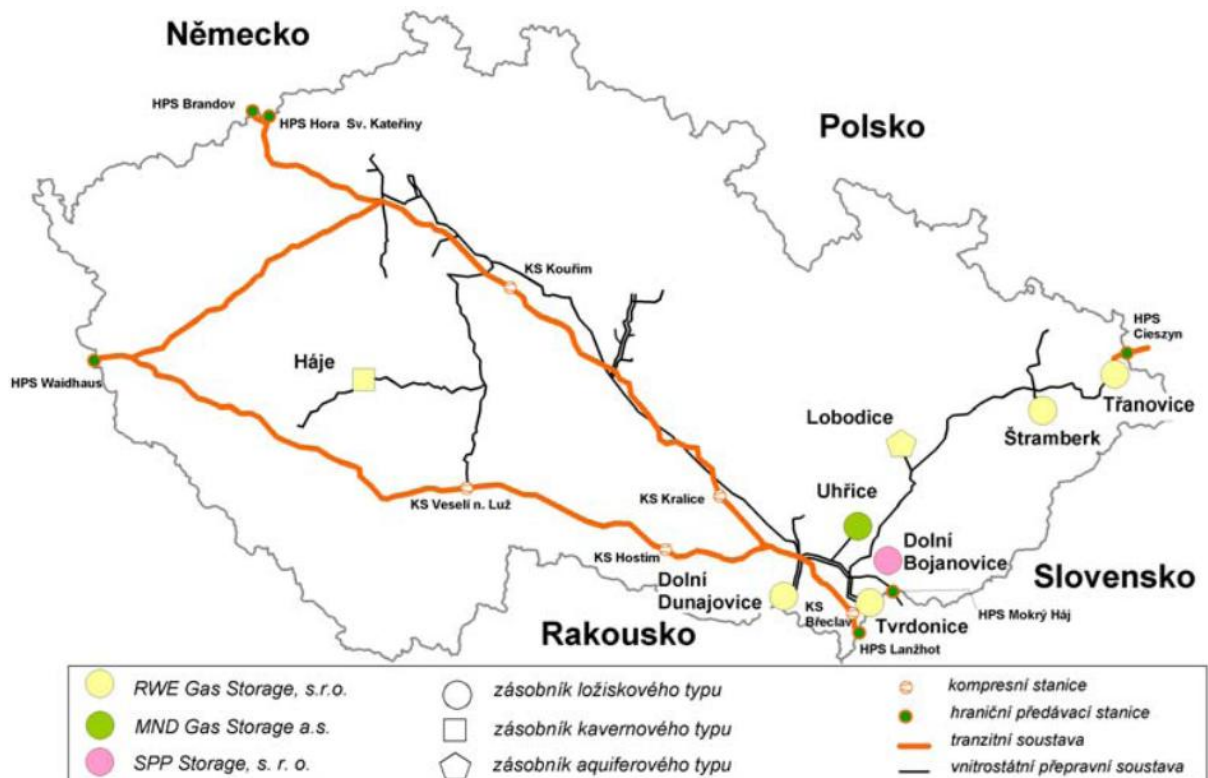 Německo
HPS Brandov
HPS Hora Sv. Kateřiny
Polsko
KS Kouřim
HPS
Cieszyn
HPS Waidhaus
Háje
Třanovice
Lobodice
Štramberk
KS Veselí n. Luž
KS Kralice
Uhřice
KS Hostim
Dolní
Bojanovice
Dolní
Dunajovice
Slovensko
KS
Břeclav
Tvrdonice
HPS Mokrý Háj
Rakousko
HPS Lanžhot
RWE Gas Storage, s.r.o.
MND Gas Storage a.s.
SPP Storage, s. r. o.
zásobník ložiskového typu
zásobník kavernového typu
zásobník aquiferového typu
kompresní stanice
hraniční předávací stanice
tranzitní soustava
vnitrostátní přepravní soustava